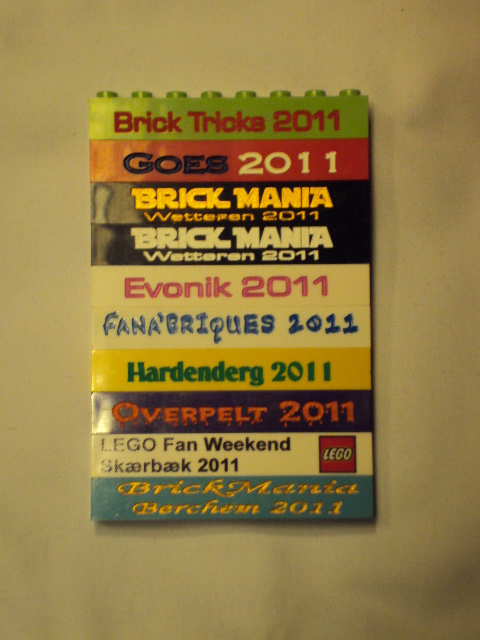 Brick Tricks 2011
GOES 2011
BRICK MANIA
Wetteren 2011
BRICK MANIA
Wetteren 2011
Evonik 2011
FANA'BRIQUES 2011
Hardenderg 2011
OVERPELT 2011
LEGO Fan Weekend
Skærbæk 2011
LEGO
BrickMania
Berchem 2011